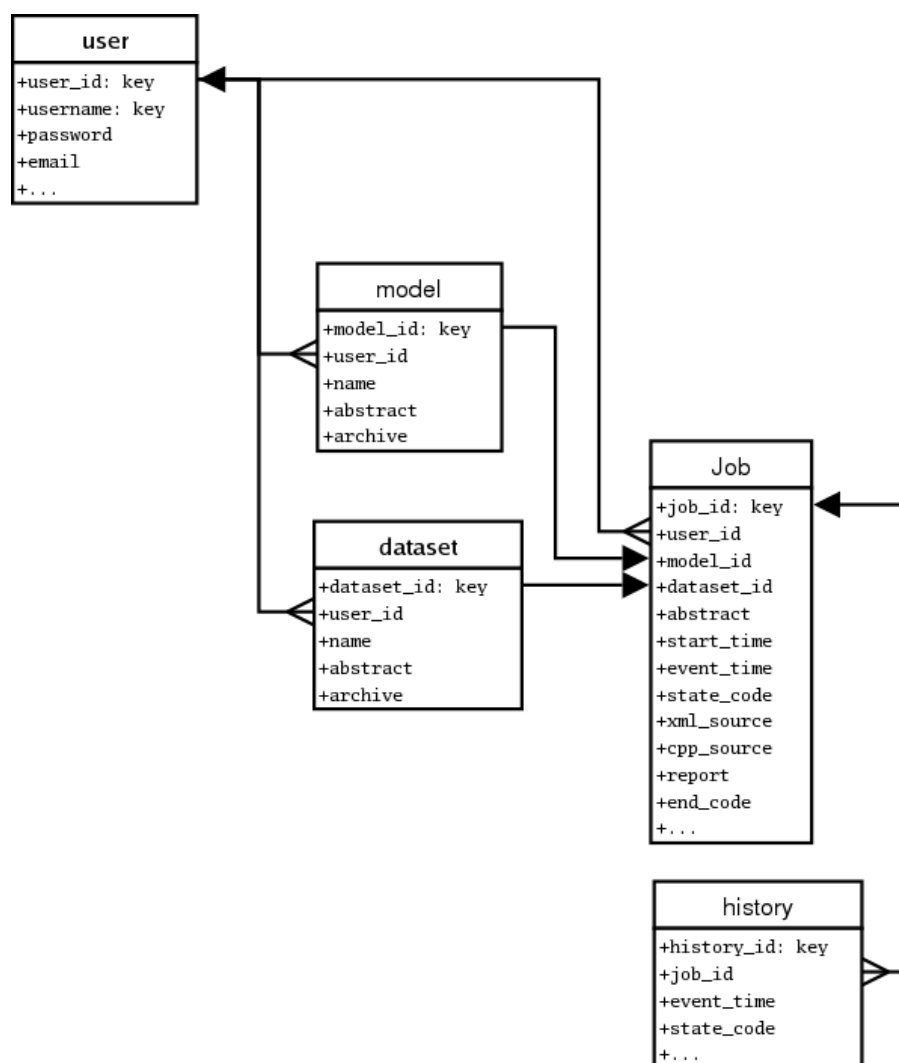 user
+user_id: key
+username: key
+password
+email
+...
model
+model_id: key
+user_id
+name
+abstract
+archive
dataset
+dataset_id: key
+user_id
+name
+abstract
+archive
Job
+job_id: key
+user_id
+model_id
+dataset_id
+abstract
+start_time
+event_time
+state_code
+xml_source
+cpp_source
+report
+end_code
+...
history
+history_id: key
+job_id
+event_time
+state_code
+...